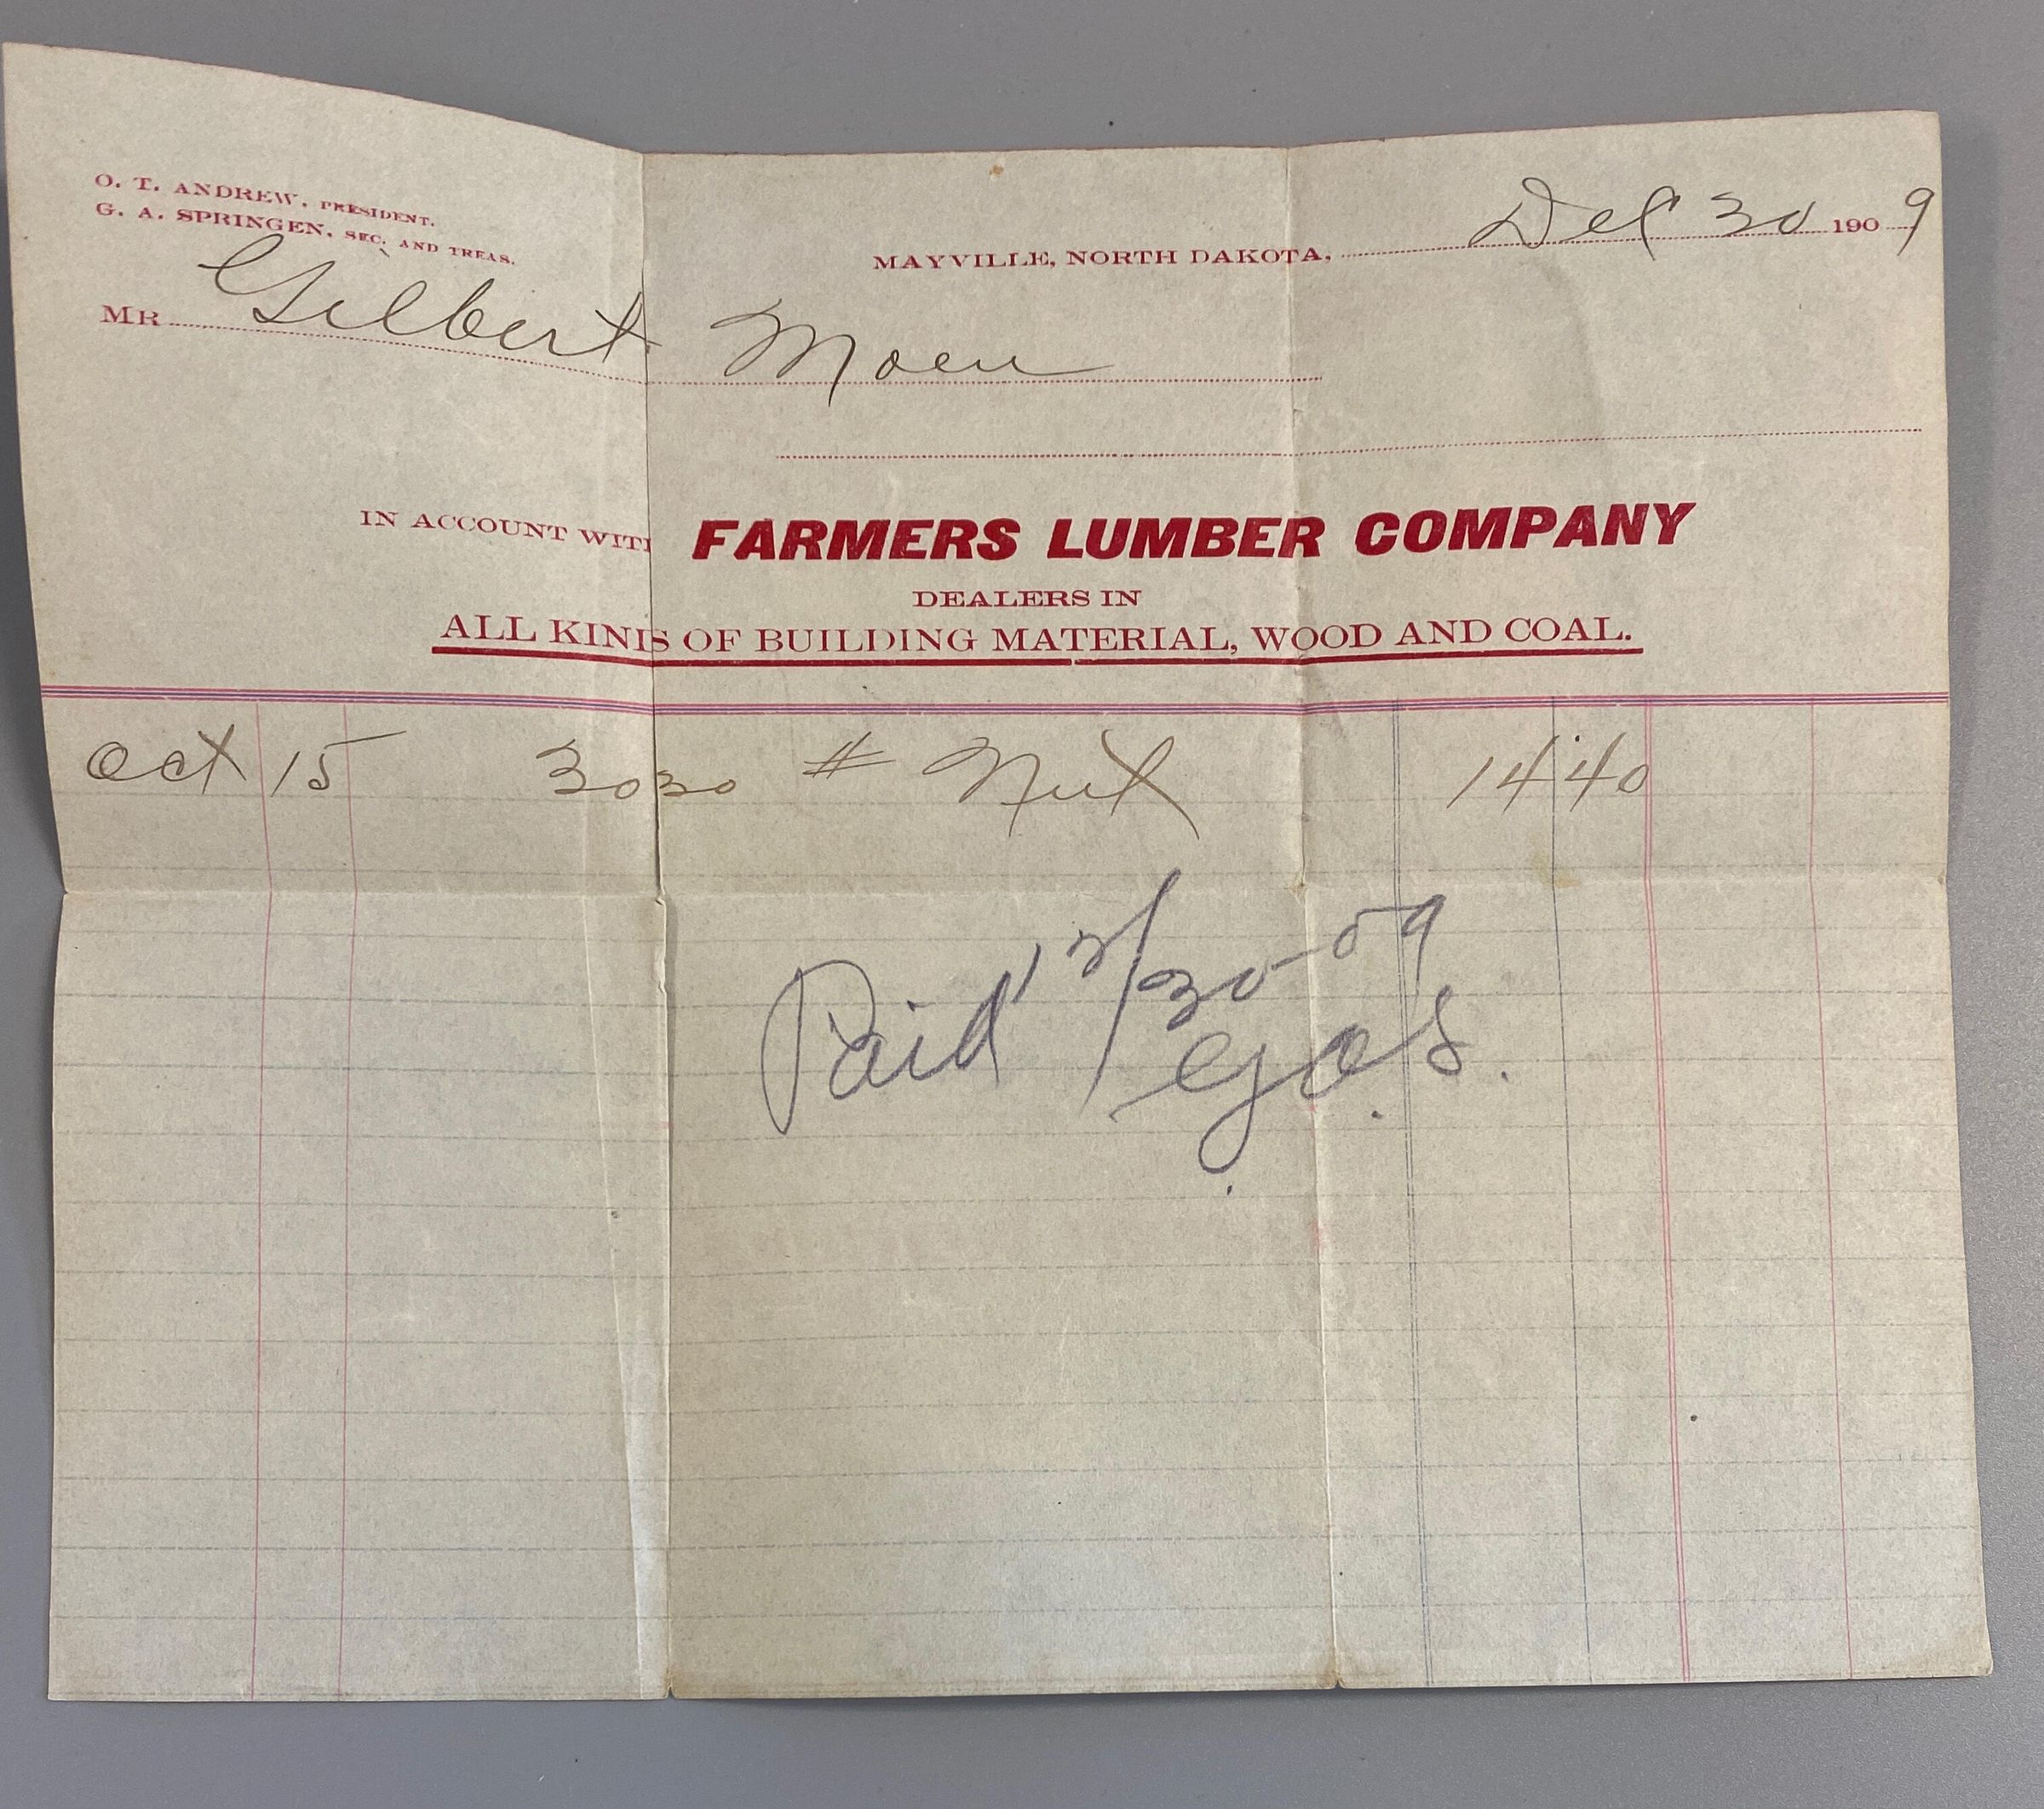 O. T. ANDREW, PRESIDENT.
G. A. SPRINGEN, SEC. AND TREAS.
MAYVILLE, NORTH DAKOTA, Dec 30 1909
MR Gilbert Moen
IN ACCOUNT WITH FARMERS LUMBER COMPANY
DEALERS IN
ALL KINDS OF BUILDING MATERIAL, WOOD AND COAL.
Oct 15 3030 # Nut 14 40
Paid 12/30-09
G. A. S.